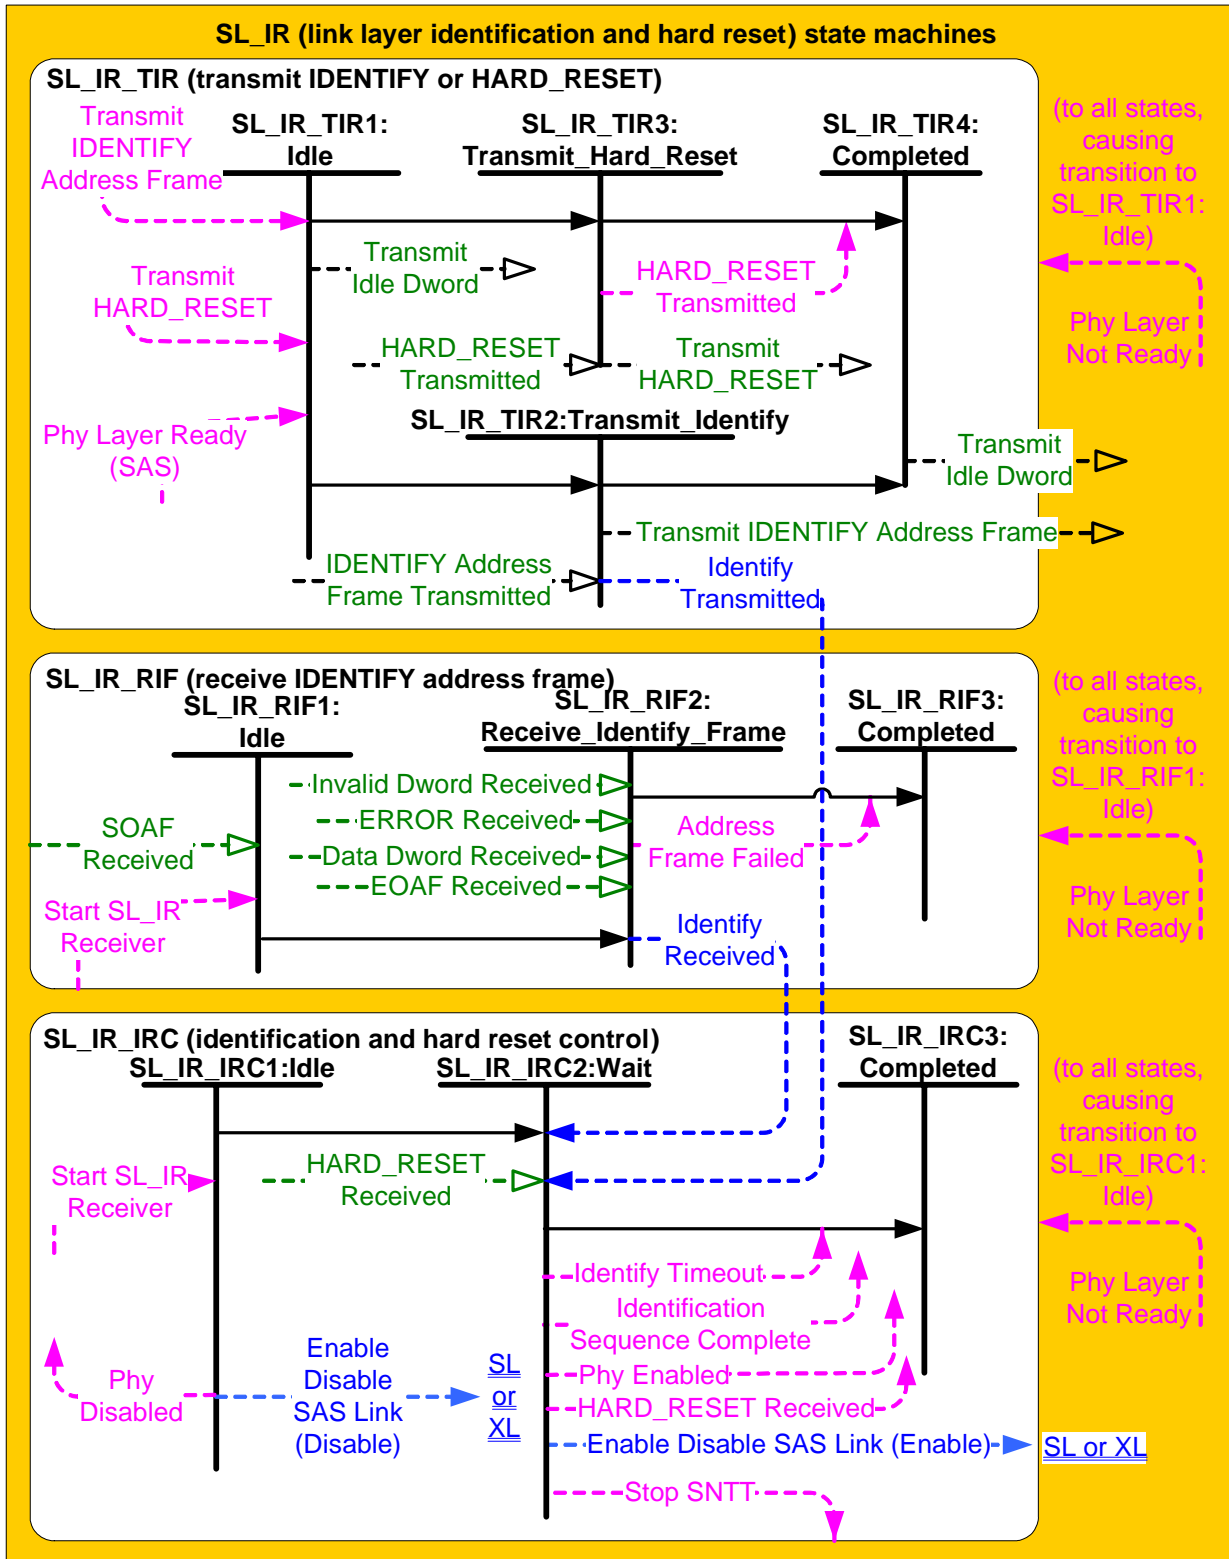 SL_IR (link layer identification and hard reset) state machines
SL_IR_TIR (transmit IDENTIFY or HARD_RESET)
Transmit
IDENTIFY
Address Frame
SL_IR_TIR1:
Idle
SL_IR_TIR3:
Transmit_Hard_Reset
SL_IR_TIR4:
Completed
(to all states,
causing
transition to
SL_IR_TIR1:
Idle)
Transmit
Idle Dword
HARD_RESET
Transmitted
Transmit
HARD_RESET
Phy Layer
Not Ready
HARD_RESET
Transmitted
Transmit
HARD_RESET
SL_IR_TIR2:Transmit_Identify
Phy Layer Ready
(SAS)
Transmit
Idle Dword
Transmit IDENTIFY Address Frame
IDENTIFY Address
Frame Transmitted
Identify
Transmitted
SL_IR_RIF (receive IDENTIFY address frame)
SL_IR_RIF1:
Idle
SL_IR_RIF2:
Receive_Identify_Frame
SL_IR_RIF3:
Completed
(to all states,
causing
transition to
SL_IR_RIF1:
Idle)
Invalid Dword Received
ERROR Received
Data Dword Received
EOAF Received
SOAF
Received
Address
Frame Failed
Start SL_IR
Receiver
Identify
Received
Phy Layer
Not Ready
SL_IR_IRC (identification and hard reset control)
SL_IR_IRC1:Idle
SL_IR_IRC2:Wait
SL_IR_IRC3:
Completed
(to all states,
causing
transition to
SL_IR_IRC1:
Idle)
Start SL_IR
Receiver
HARD_RESET
Received
Identify Timeout
Identification
Sequence Complete
Phy Layer
Not Ready
Phy
Disabled
Enable
Disable
SAS Link
(Disable)
SL
or
XL
Phy Enabled
HARD_RESET Received
Enable Disable SAS Link (Enable)
SL or XL
Stop SNTT